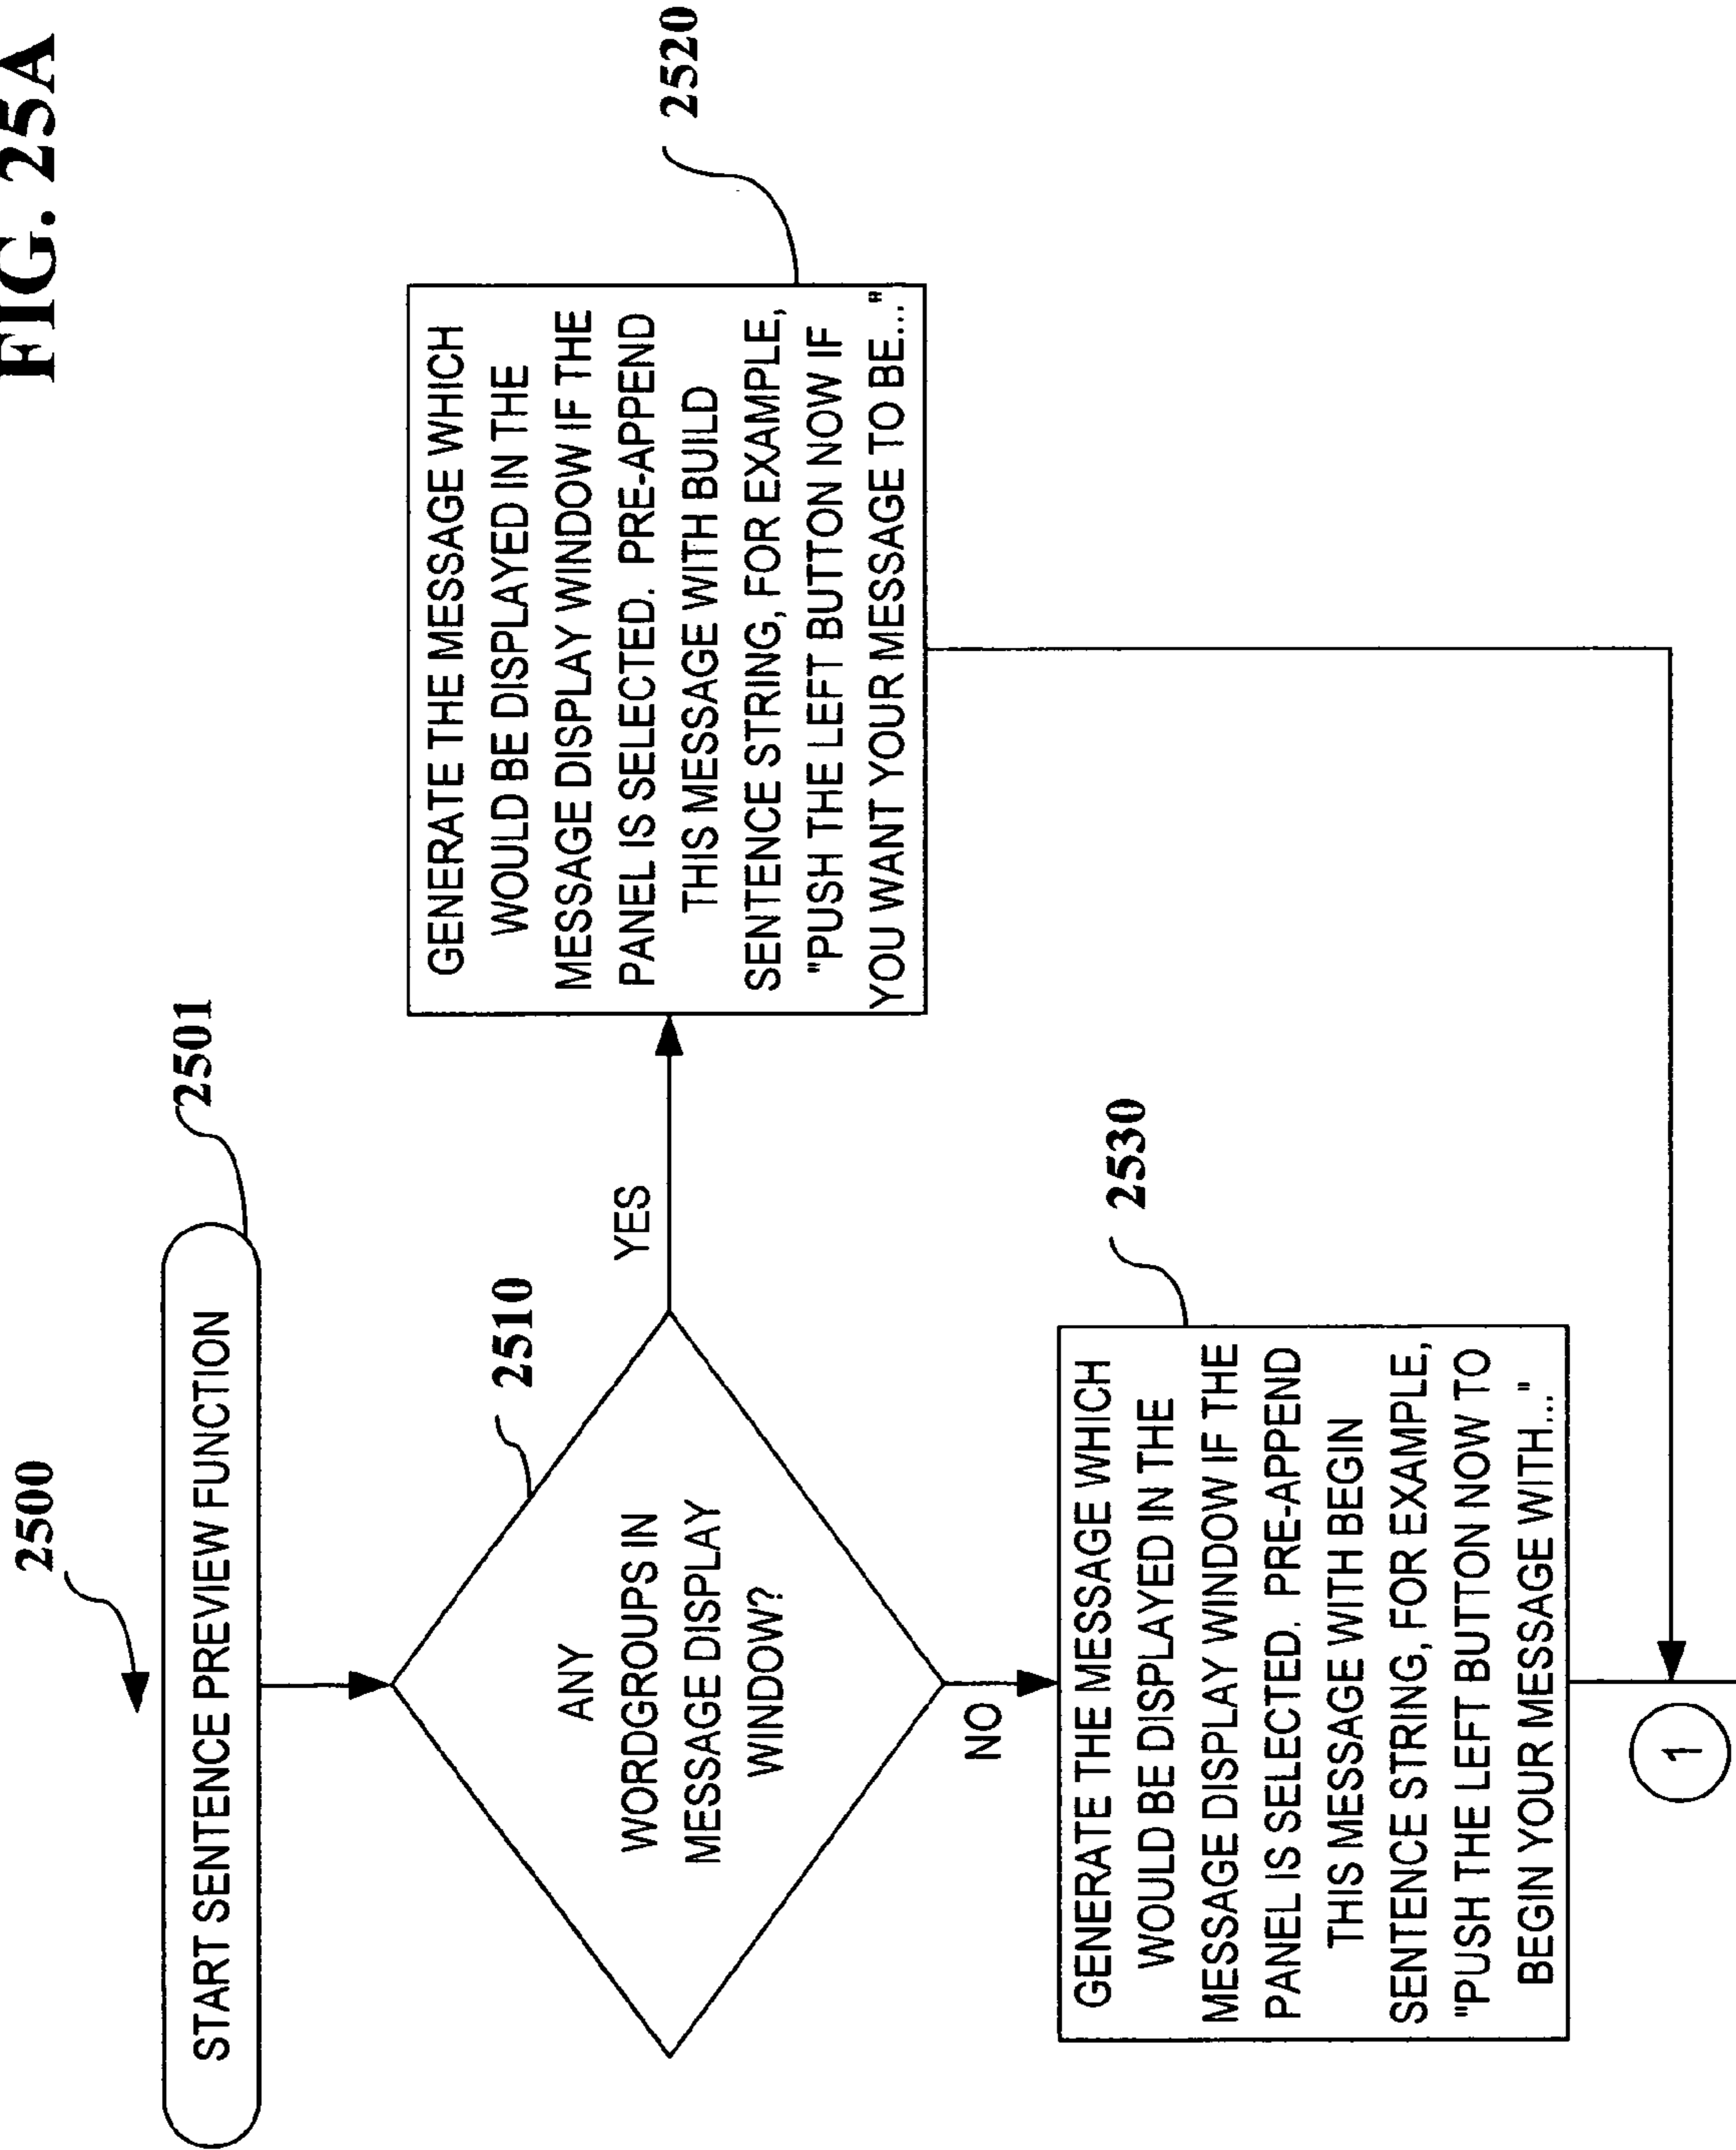 FIG. 25A
2500
START SENTENCE PREVIEW FUNCTION
2501
ANY
WORDGROUPS IN
MESSAGE DISPLAY
WINDOW?
2510
YES
GENERATE THE MESSAGE WHICH
WOULD BE DISPLAYED IN THE
MESSAGE DISPLAY WINDOW IF THE
PANEL IS SELECTED. PRE-APPEND
THIS MESSAGE WITH BUILD
SENTENCE STRING, FOR EXAMPLE,
"PUSH THE LEFT BUTTON NOW IF
YOU WANT YOUR MESSAGE TO BE..."
2520
NO
GENERATE THE MESSAGE WHICH
WOULD BE DISPLAYED IN THE
MESSAGE DISPLAY WINDOW IF THE
PANEL IS SELECTED. PRE-APPEND
THIS MESSAGE WITH BEGIN
SENTENCE STRING, FOR EXAMPLE,
"PUSH THE LEFT BUTTON NOW TO
BEGIN YOUR MESSAGE WITH..."
2530
1